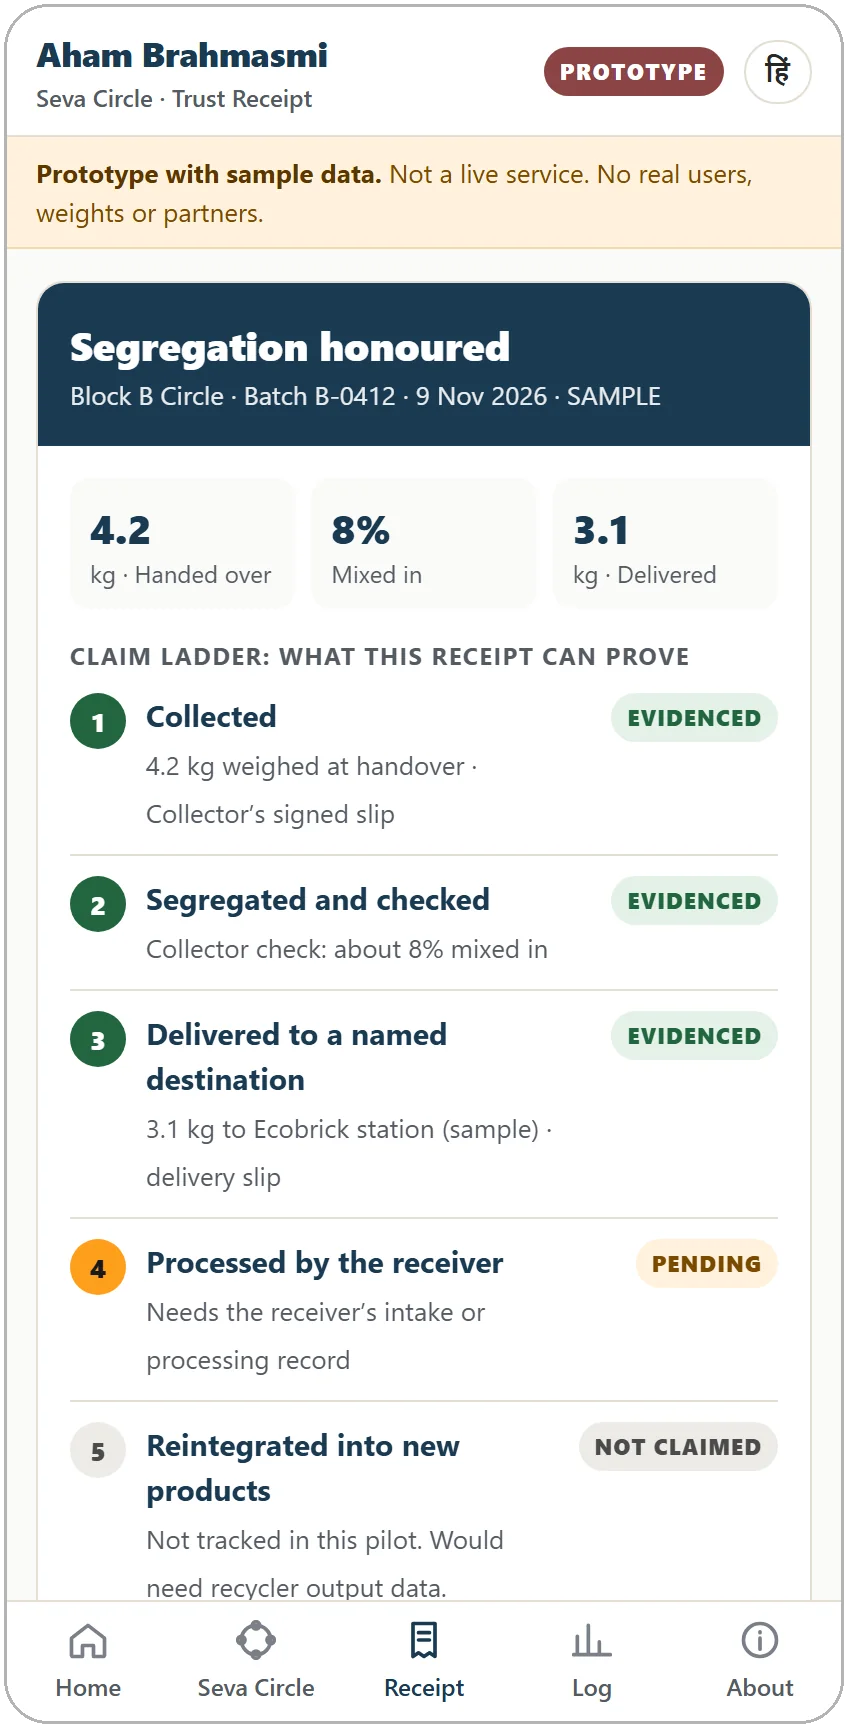 Aham Brahmasmi
Seva Circle · Trust Receipt
PROTOTYPE
हिं
Prototype with sample data. Not a live service. No real users,
weights or partners.
Segregation honoured
Block B Circle · Batch B-0412 · 9 Nov 2026 · SAMPLE
4.2
kg · Handed over
8%
Mixed in
3.1
kg · Delivered
CLAIM LADDER: WHAT THIS RECEIPT CAN PROVE
1
Collected
EVIDENCED
4.2 kg weighed at handover ·
Collector’s signed slip
2
Segregated and checked
EVIDENCED
Collector check: about 8% mixed in
3
Delivered to a named
destination
EVIDENCED
3.1 kg to Ecobrick station (sample) ·
delivery slip
4
Processed by the receiver
PENDING
Needs the receiver’s intake or
processing record
5
Reintegrated into new
products
NOT CLAIMED
Not tracked in this pilot. Would
need recycler output data.
Home
Seva Circle
Receipt
Log
About